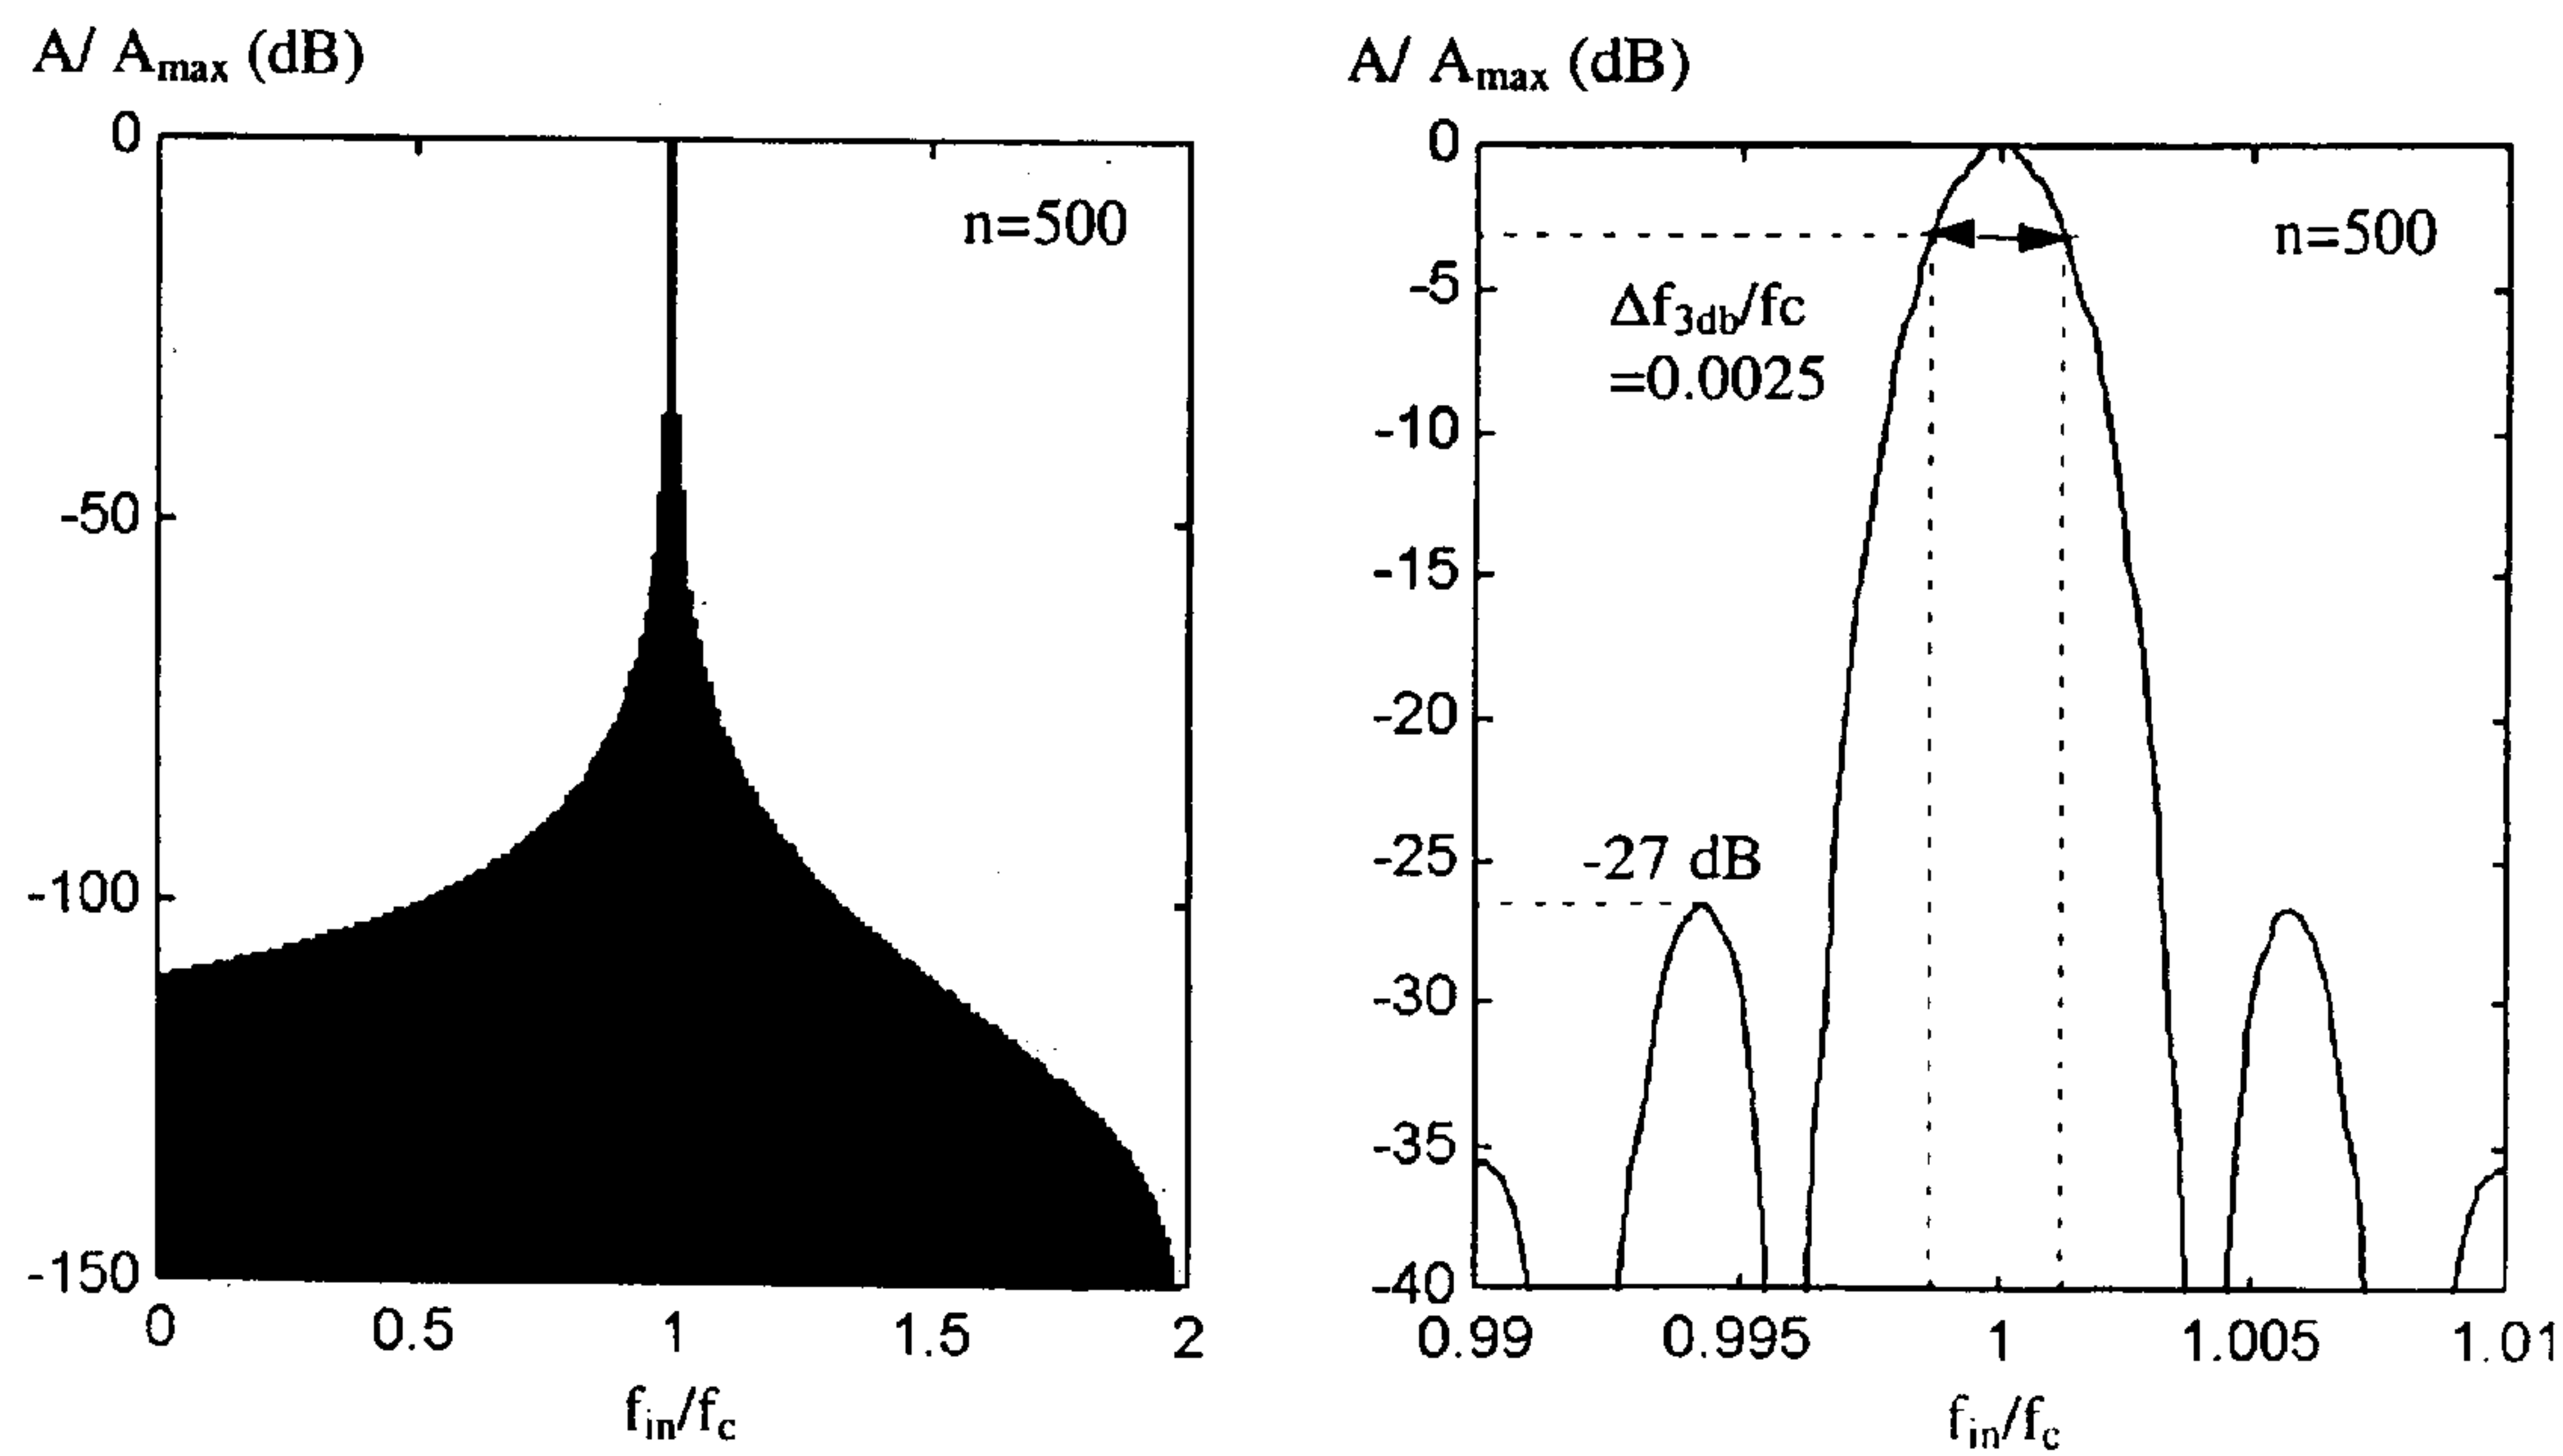 A/ Amax (dB)
0
-50
-100
-150
0 0.5 1 1.5 2
n=500
fin/fc
A/ Amax (dB)
0
-5
-10
-15
-20
-25
-30
-35
-40
0.99 0.995 1 1.005 1.01
n=500
Δf3db/fc
=0.0025
-27 dB
fin/fc